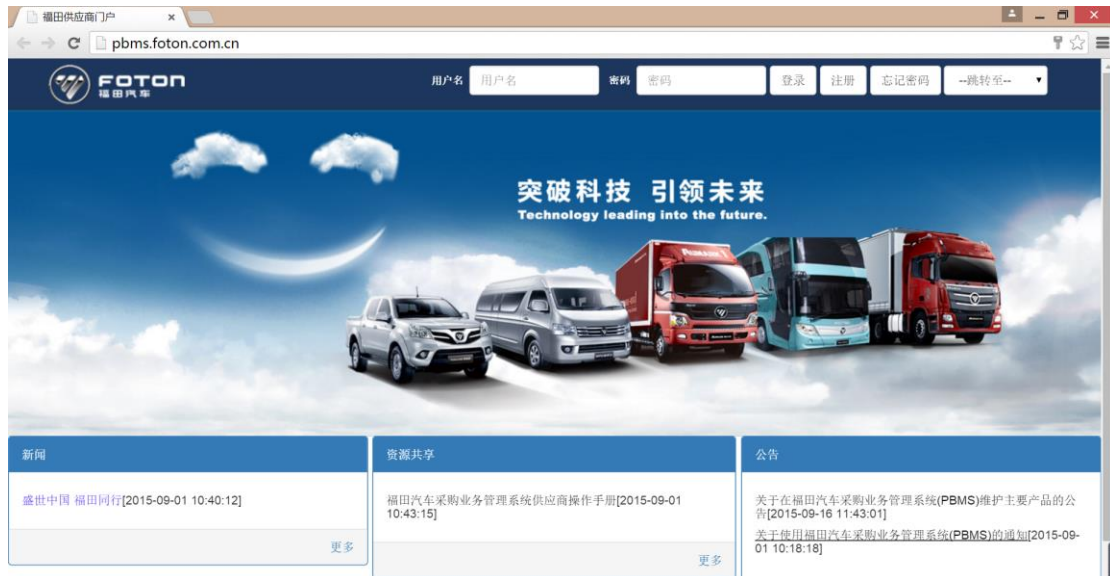 福田供应商门户
pbms.foton.com.cn
FOTON
福田汽车
用户名 用户名 密码 密码 登录 注册 忘记密码 --跳转至--
突破科技 引领未来
Technology leading into the future.
新闻
盛世中国 福田同行[2015-09-01 10:40:12]
更多
资源共享
福田汽车采购业务管理系统供应商操作手册[2015-09-01
10:43:15]
更多
公告
关于在福田汽车采购业务管理系统(PBMS)维护主要产品的公
告[2015-09-16 11:43:01]
关于使用福田汽车采购业务管理系统(PBMS)的通知[2015-09-
01 10:18:18]